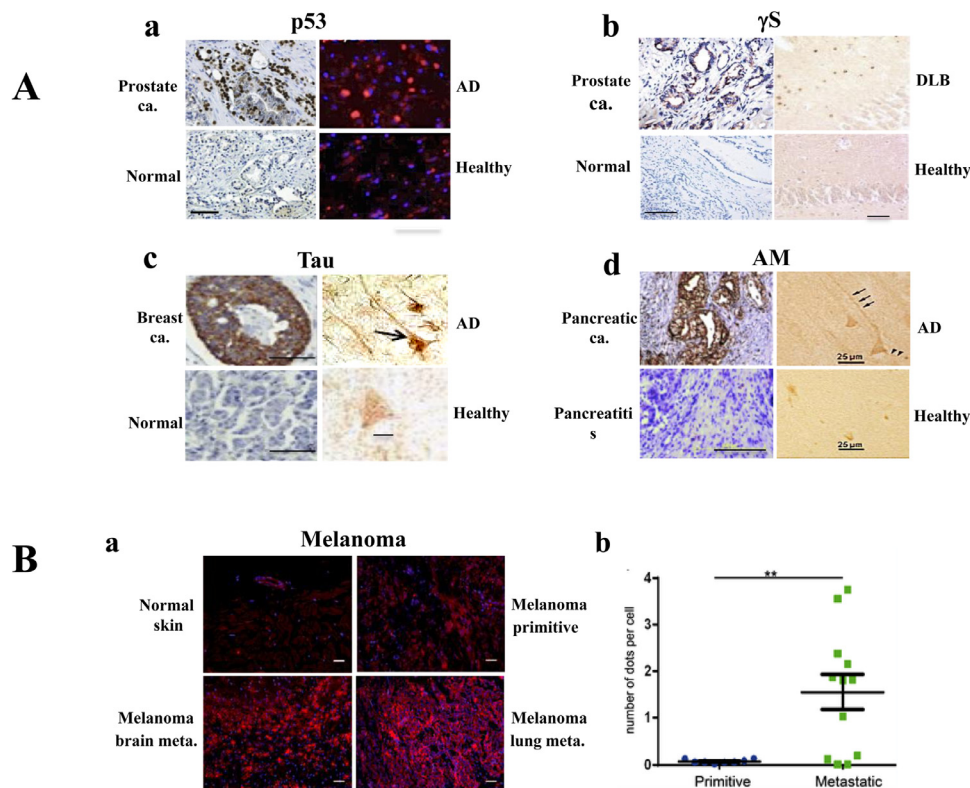 A
a
p53
Prostate
ca.
AD
Normal
Healthy
b
γS
Prostate
ca.
DLB
Normal
Healthy
c
Tau
Breast
ca.
AD
Normal
Healthy
d
AM
Pancreatic
ca.
AD
25 µm
Pancreatiti
s
Healthy
25 µm
B
a
Melanoma
Normal
skin
Melanoma
primitive
Melanoma
brain meta.
Melanoma
lung meta.
b
**
number of dots per cell
4
3
2
1
0
Primitive
Metastatic